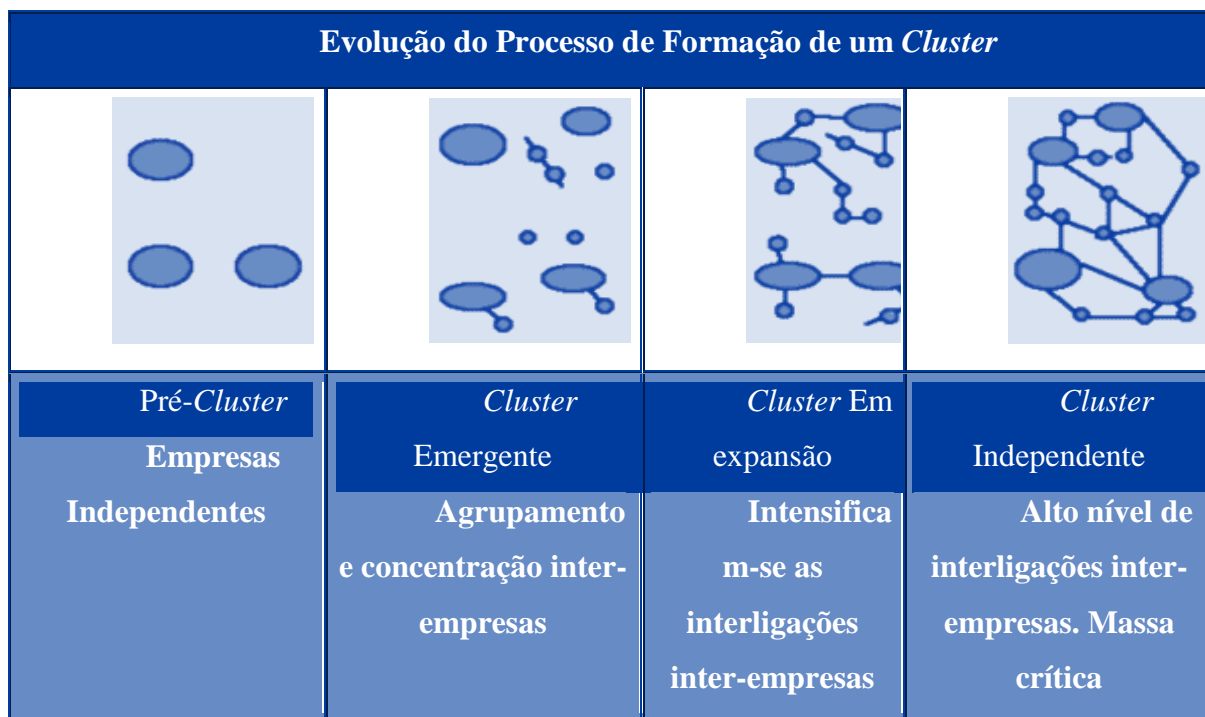 Evolução do Processo de Formação de um Cluster
Pré-Cluster
Empresas
Independentes
Cluster
Emergente
Agrupamento
e concentração inter-
empresas
Cluster Em
expansão
Intensifica
m-se as
interligações
inter-empresas
Cluster
Independente
Alto nível de
interligações inter-
empresas. Massa
crítica